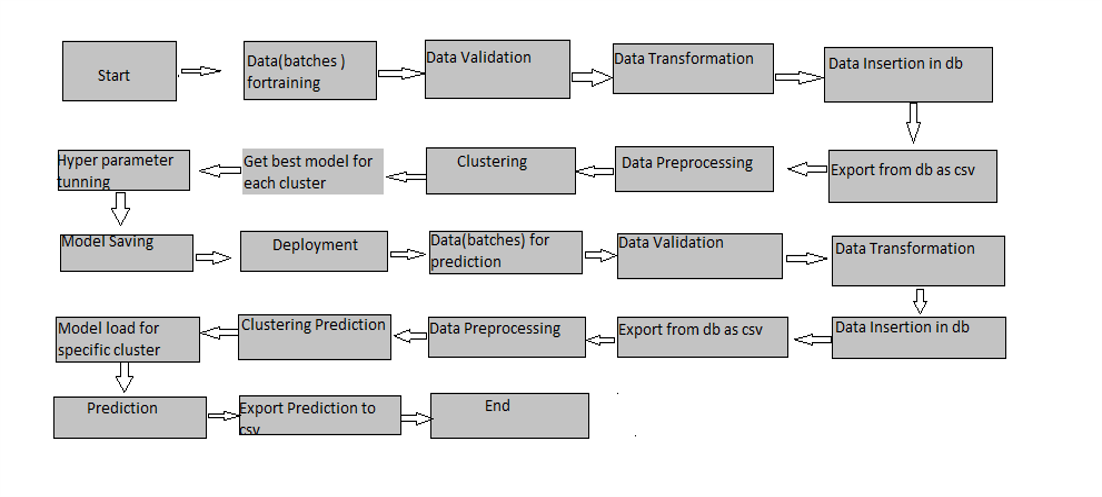 Start
Data(batches )
fortraining
Data Validation
Data Transformation
Data Insertion in db
Export from db as csv
Data Preprocessing
Clustering
Get best model for
each cluster
Hyper parameter
tunning
Model Saving
Deployment
Data(batches) for
prediction
Data Validation
Data Transformation
Data Insertion in db
Export from db as csv
Data Preprocessing
Clustering Prediction
Model load for
specific cluster
Prediction
Export Prediction to
csv
End